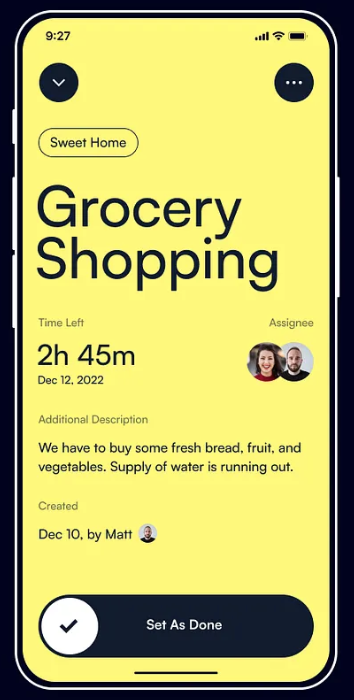 9:27
Sweet Home
Grocery
Shopping
Time Left
Assignee
2h 45m
Dec 12, 2022
Additional Description
We have to buy some fresh bread, fruit, and
vegetables. Supply of water is running out.
Created
Dec 10, by Matt
Set As Done